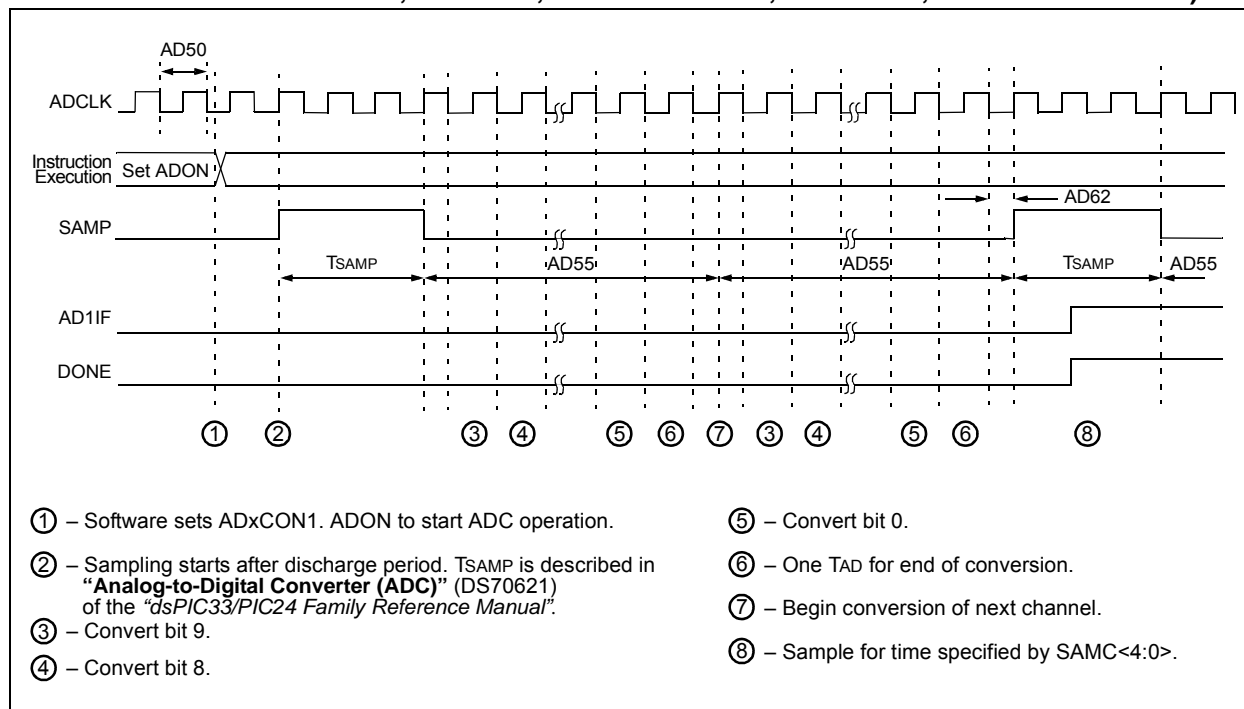 AD50
ADCLK
Instruction
Execution
Set ADON
SAMP
AD62
TSAMP
AD55
AD55
TSAMP
AD55
AD1IF
DONE
1 2 3 4 5 6 7 3 4 5 6 8
① – Software sets ADxCON1. ADON to start ADC operation.
② – Sampling starts after discharge period. TSAMP is described in
“Analog-to-Digital Converter (ADC)” (DS70621)
of the “dsPIC33/PIC24 Family Reference Manual”.
③ – Convert bit 9.
④ – Convert bit 8.
⑤ – Convert bit 0.
⑥ – One TAD for end of conversion.
⑦ – Begin conversion of next channel.
⑧ – Sample for time specified by SAMC<4:0>.